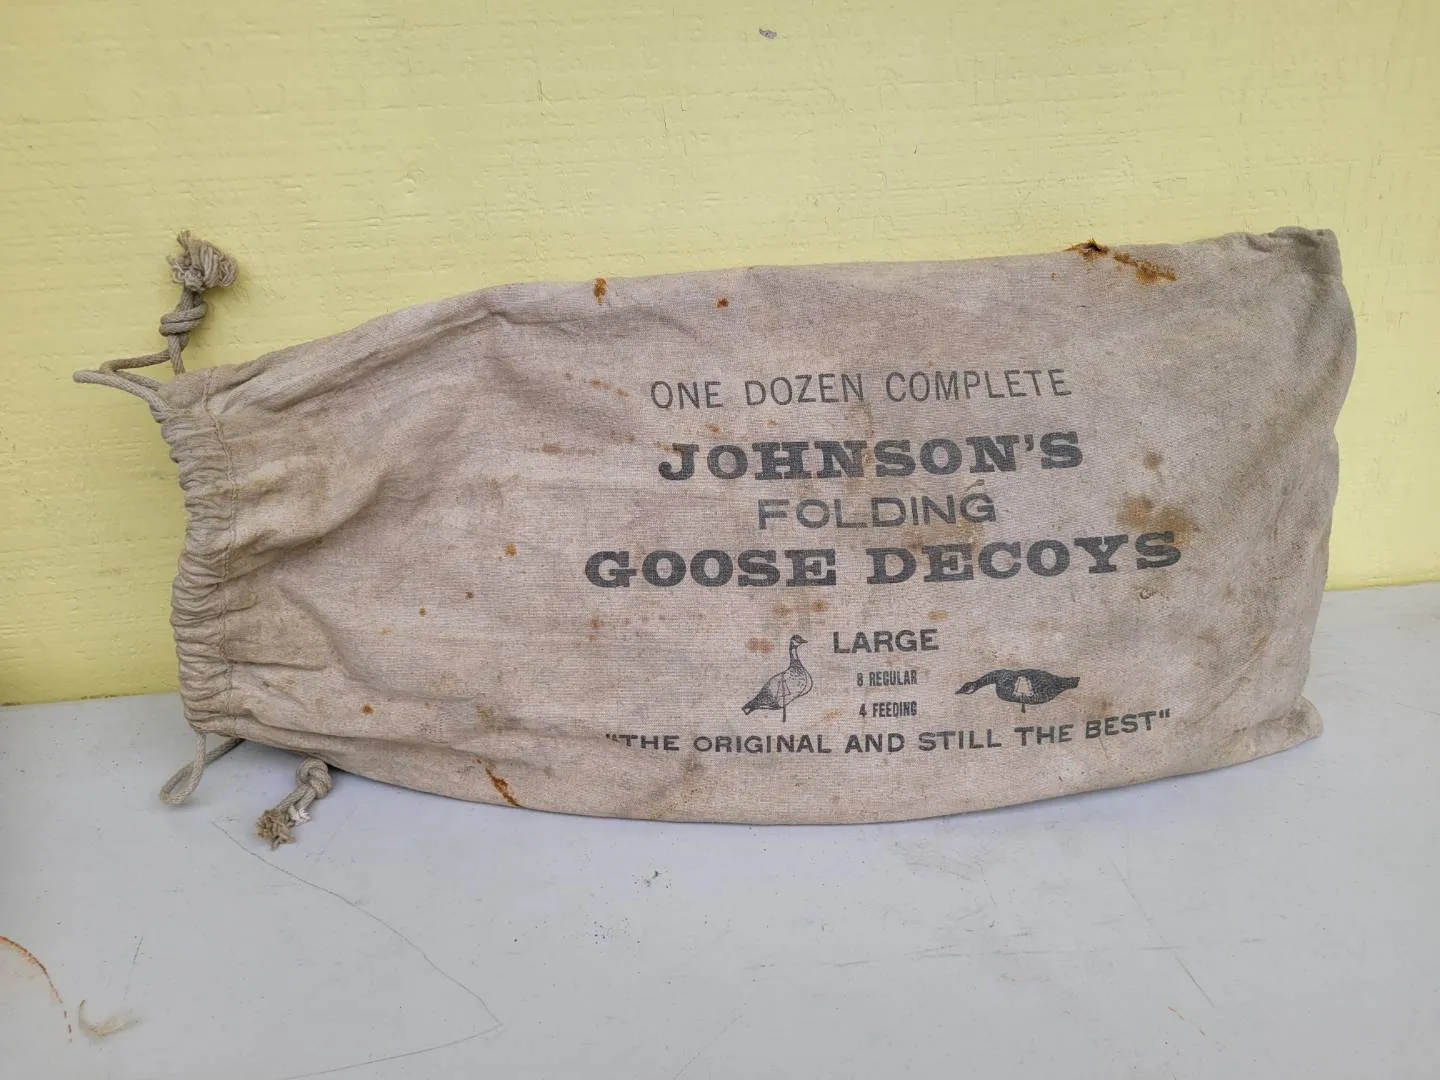 ONE DOZEN COMPLETE
JOHNSON'S
FOLDING
GOOSE DECOYS
LARGE
8 REGULAR
4 FEEDING
"THE ORIGINAL AND STILL THE BEST"